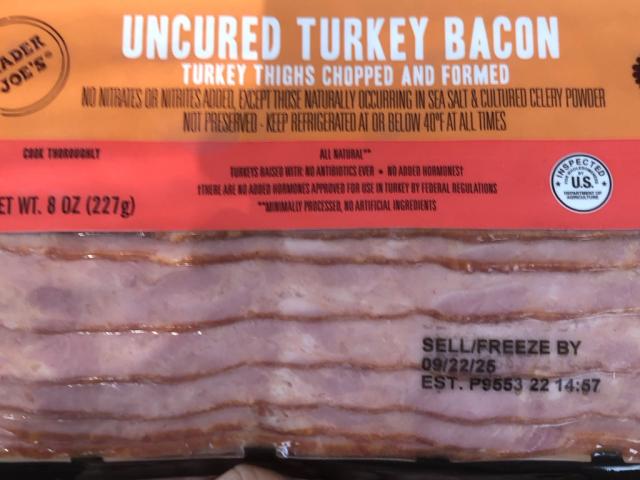 ADER
JOE'S
UNCURED TURKEY BACON
TURKEY THIGHS CHOPPED AND FORMED
NO NITRATES OR NITRITES ADDED, EXCEPT THOSE NATURALLY OCCURRING IN SEA SALT & CULTURED CELERY POWDER
NOT PRESERVED - KEEP REFRIGERATED AT OR BELOW 40°F AT ALL TIMES
COOK THOROUGHLY
ALL NATURAL**
TURKEYS RAISED WITH: NO ANTIBIOTICS EVER • NO ADDED HORMONES†
†THERE ARE NO ADDED HORMONES APPROVED FOR USE IN TURKEY BY FEDERAL REGULATIONS
**MINIMALLY PROCESSED, NO ARTIFICIAL INGREDIENTS
ET WT. 8 OZ (227g)
INSPECTED
FOR WHOLESOMENESS
BY
U.S.
DEPARTMENT OF
AGRICULTURE
SELL/FREEZE BY
09/22/25
EST. P9553 22 14:57